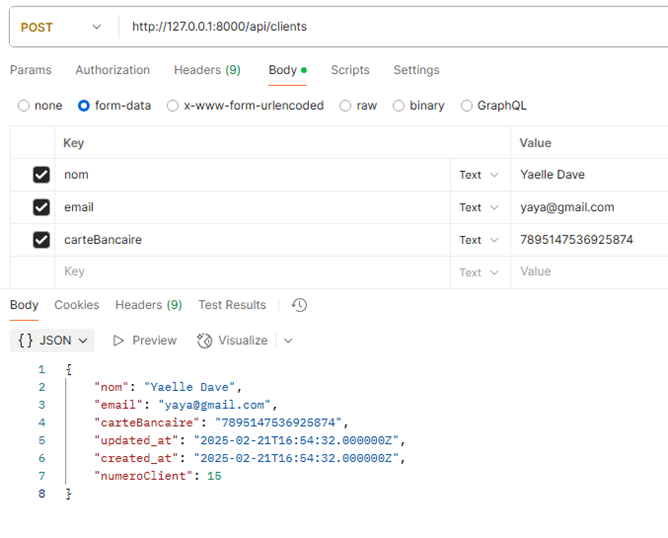 POST http://127.0.0.1:8000/api/clients
Params Authorization Headers (9) Body Scripts Settings
none form-data x-www-form-urlencoded raw binary GraphQL
Key Value
nom Text Yaelle Dave
email Text yaya@gmail.com
carteBancaire Text 7895147536925874
Key Text Value
Body Cookies Headers (9) Test Results
{} JSON Preview Visualize
1 {
2 "nom": "Yaelle Dave",
3 "email": "yaya@gmail.com",
4 "carteBancaire": "7895147536925874",
5 "updated_at": "2025-02-21T16:54:32.000000Z",
6 "created_at": "2025-02-21T16:54:32.000000Z",
7 "numeroClient": 15
8 }